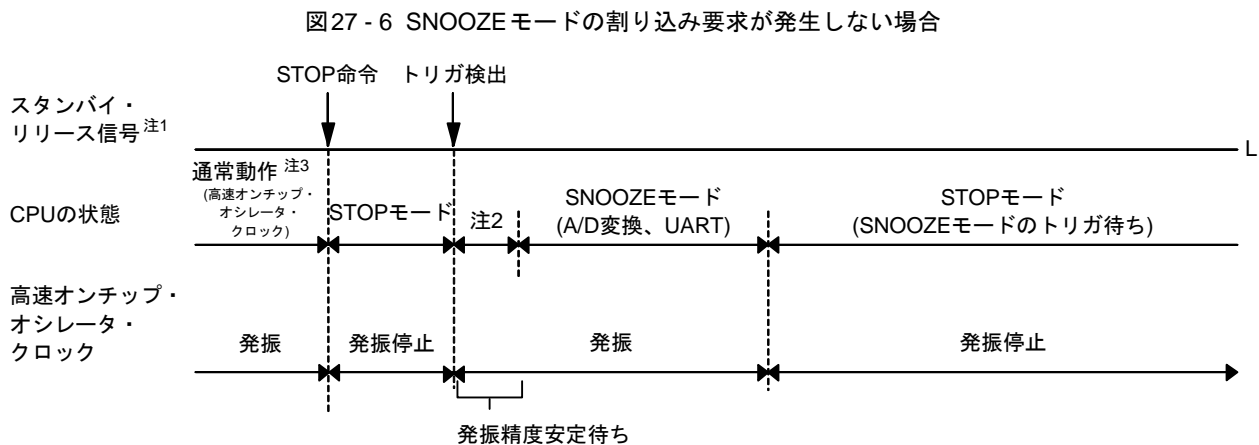 図27 - 6 SNOOZEモードの割り込み要求が発生しない場合
STOP命令
トリガ検出
スタンバイ・
リリース信号 注1
L
通常動作 注3
(高速オンチップ・
オシレータ・
クロック)
CPUの状態
STOPモード
注2
SNOOZEモード
(A/D変換、UART)
STOPモード
(SNOOZEモードのトリガ待ち)
高速オンチップ・
オシレータ・
クロック
発振
発振停止
発振
発振停止
発振精度安定待ち